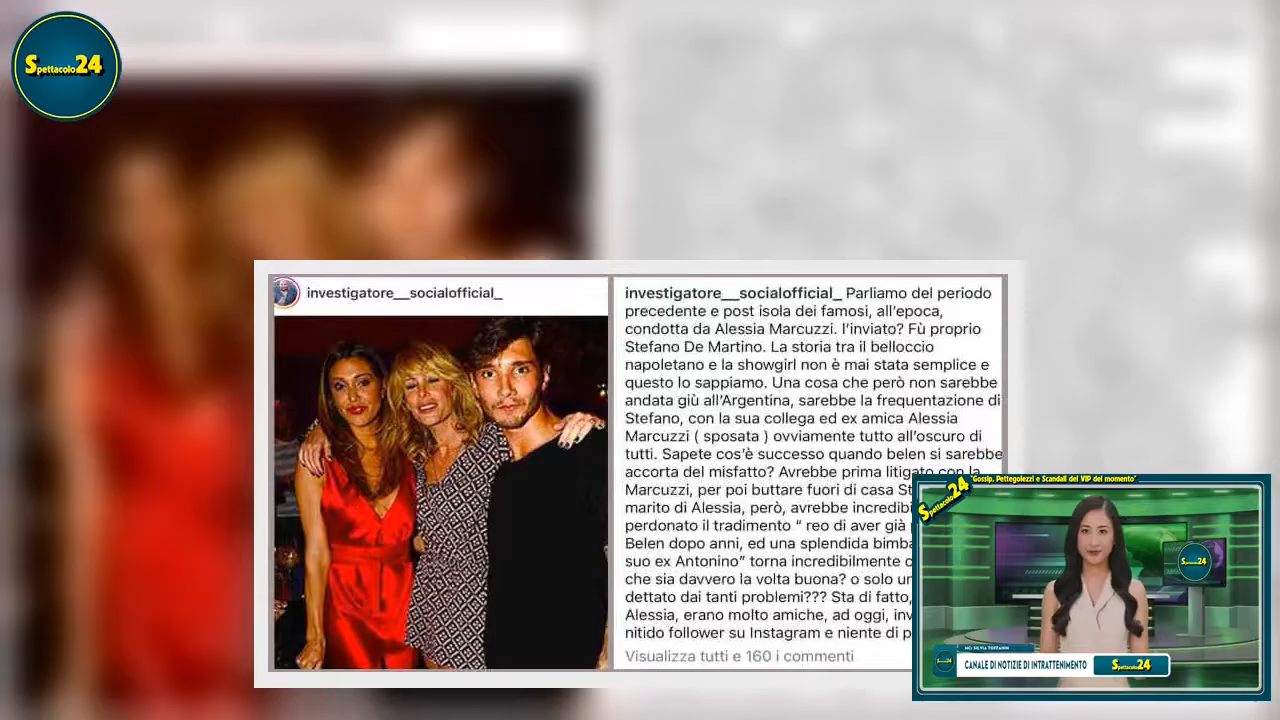 Spettacolo24
investigatore__socialofficial_
investigatore__socialofficial_ Parliamo del periodo
precedente e post isola dei famosi, all'epoca,
condotta da Alessia Marcuzzi. l'inviato? Fù proprio
Stefano De Martino. La storia tra il belloccio
napoletano e la showgirl non è mai stata semplice e
questo lo sappiamo. Una cosa che però non sarebbe
andata giù all'Argentina, sarebbe la frequentazione di
Stefano, con la sua collega ed ex amica Alessia
Marcuzzi ( sposata ) ovviamente tutto all'oscuro di
tutti. Sapete cos'è successo quando belen si sarebbe
accorta del misfatto? Avrebbe prima litigato con la
Marcuzzi, per poi buttare fuori di casa St
marito di Alessia, però, avrebbe incredib
perdonato il tradimento “ reo di aver già
Belen dopo anni, ed una splendida bimba
suo ex Antonino” torna incredibilmente
che sia davvero la volta buona? o solo un
dettato dai tanti problemi??? Sta di fatto,
Alessia, erano molto amiche, ad oggi, inv
nitido follower su Instagram e niente di p
Visualizza tutti e 160 i commenti
"Gossip, Pettegolezzi e Scandali del VIP del momento"
Spettacolo24
Spettacolo24
MC: SILVIA TOFFANIN
Spettacolo24
CANALE DI NOTIZIE DI INTRATTENIMENTO
Spettacolo24